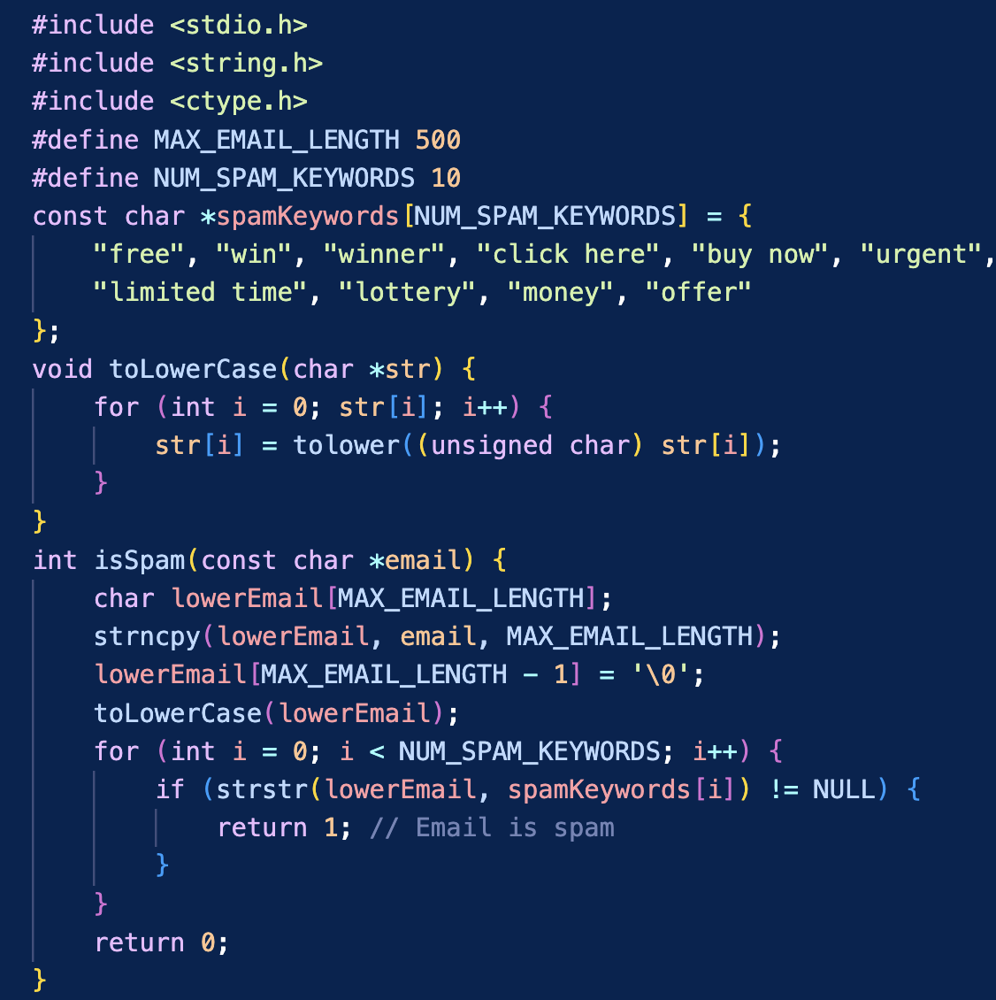 #include <stdio.h>
#include <string.h>
#include <ctype.h>
#define MAX_EMAIL_LENGTH 500
#define NUM_SPAM_KEYWORDS 10
const char *spamKeywords[NUM_SPAM_KEYWORDS] = {
    "free", "win", "winner", "click here", "buy now", "urgent",
    "limited time", "lottery", "money", "offer"
};
void toLowerCase(char *str) {
    for (int i = 0; str[i]; i++) {
        str[i] = tolower((unsigned char) str[i]);
    }
}
int isSpam(const char *email) {
    char lowerEmail[MAX_EMAIL_LENGTH];
    strncpy(lowerEmail, email, MAX_EMAIL_LENGTH);
    lowerEmail[MAX_EMAIL_LENGTH - 1] = '\0';
    toLowerCase(lowerEmail);
    for (int i = 0; i < NUM_SPAM_KEYWORDS; i++) {
        if (strstr(lowerEmail, spamKeywords[i]) != NULL) {
            return 1; // Email is spam
        }
    }
    return 0;
}